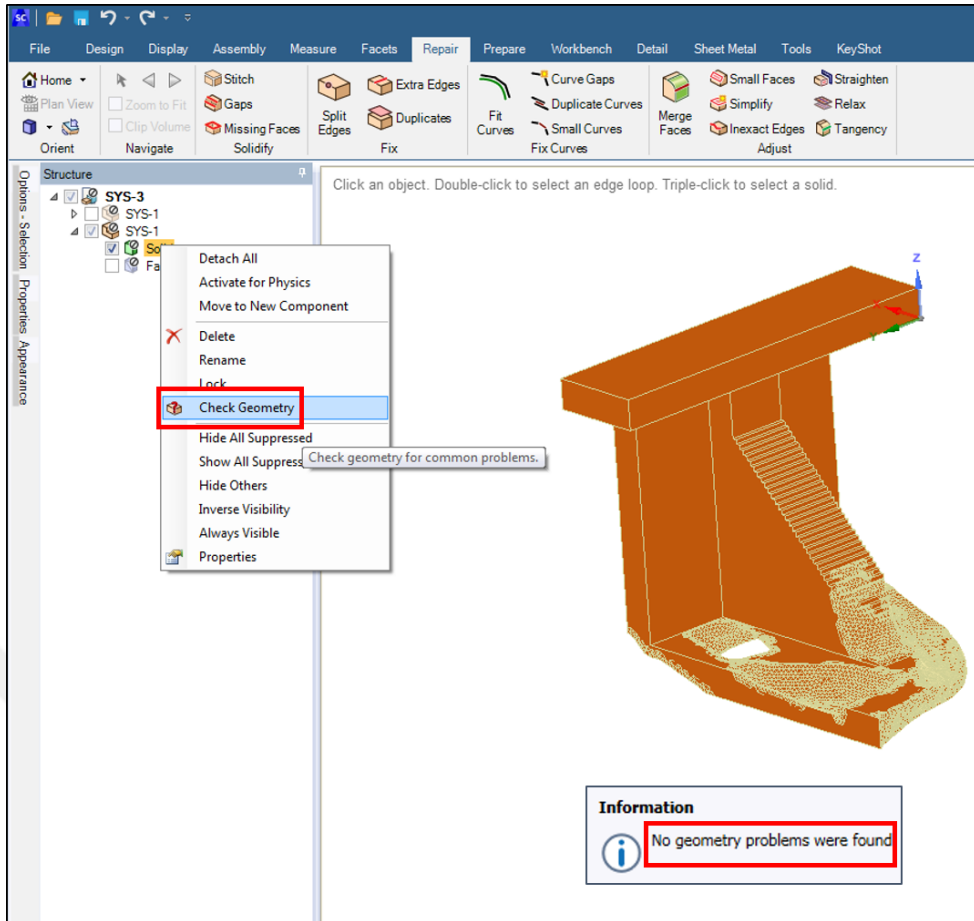 SC
File Design Display Assembly Measure Facets Repair Prepare Workbench Detail Sheet Metal Tools KeyShot
Home
Plan View
Orient
Zoom to Fit
Clip Volume
Navigate
Stitch
Gaps
Missing Faces
Solidify
Split
Edges
Extra Edges
Duplicates
Fix
Fit
Curves
Curve Gaps
Duplicate Curves
Small Curves
Fix Curves
Merge
Faces
Small Faces
Simplify
Inexact Edges
Straighten
Relax
Tangency
Adjust
Options - Selection
Properties
Appearance
Structure
SYS-3
SYS-1
SYS-1
Click an object. Double-click to select an edge loop. Triple-click to select a solid.
Detach All
Activate for Physics
Move to New Component
Delete
Rename
Lock
Check Geometry
Hide All Suppressed
Show All Suppress
Check geometry for common problems.
Hide Others
Inverse Visibility
Always Visible
Properties
Z
X
Y
Information
No geometry problems were found